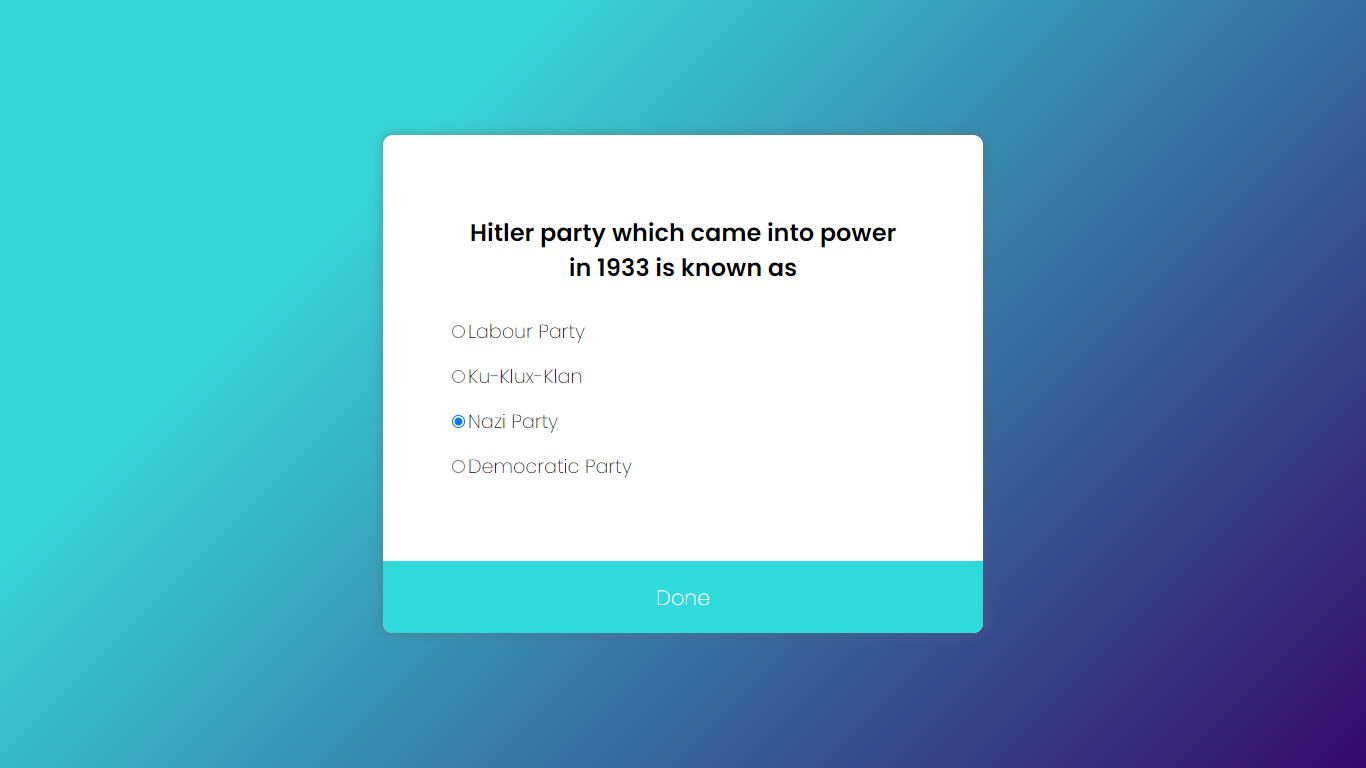 Hitler party which came into power
in 1933 is known as
Labour Party
Ku-Klux-Klan
Nazi Party
Democratic Party
Done